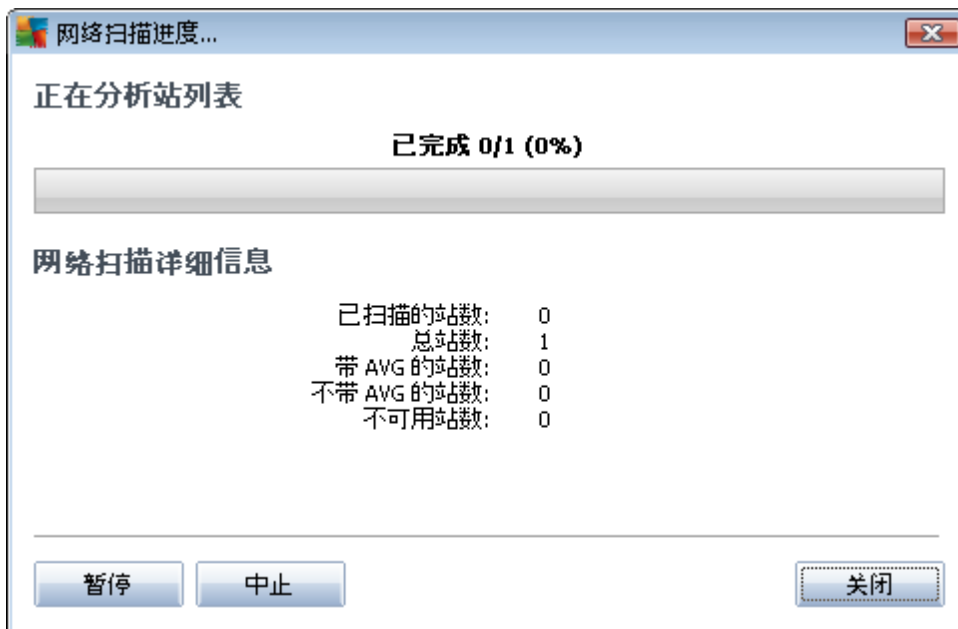 网络扫描进度...
正在分析站列表
已完成 0/1 (0%)
网络扫描详细信息
已扫描的站数: 0
总站数: 1
带 AVG 的站数: 0
不带 AVG 的站数: 0
不可用站数: 0
暂停 中止 关闭